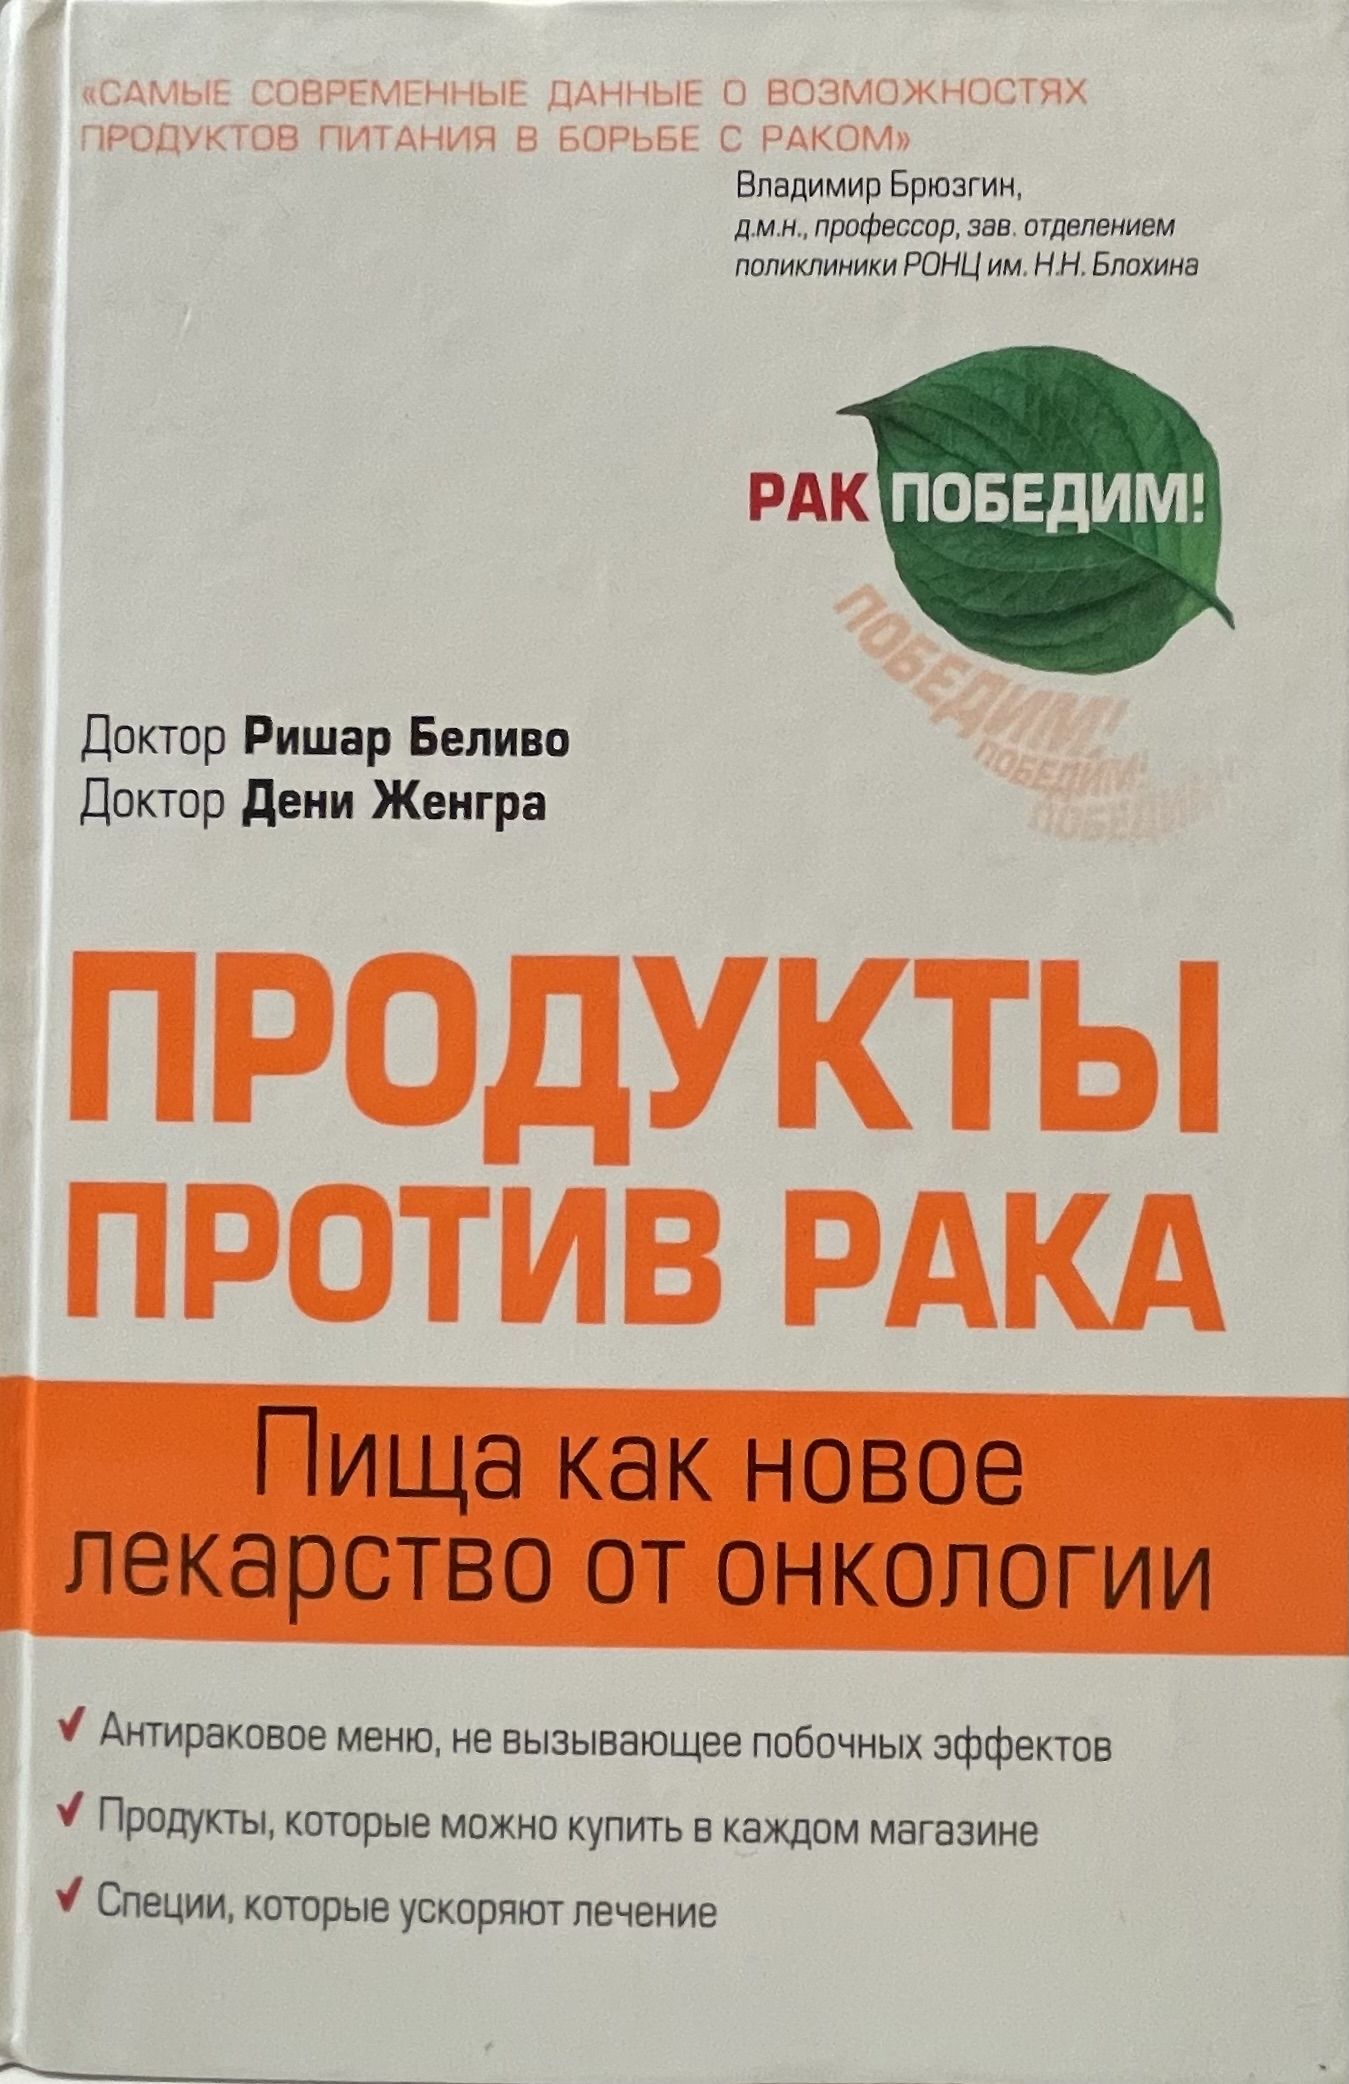 «САМЫЕ СОВРЕМЕННЫЕ ДАННЫЕ О ВОЗМОЖНОСТЯХ
ПРОДУКТОВ ПИТАНИЯ В БОРЬБЕ С РАКОМ»
Владимир Брюзгин,
д.м.н., профессор, зав. отделением
поликлиники РОНЦ им. Н.Н. Блохина
РАК ПОБЕДИМ!
ПОБЕДИМ!
ПОБЕДИМ!
Доктор Ришар Беливо
Доктор Дени Женгра
ПРОДУКТЫ
ПРОТИВ РАКА
Пища как новое
лекарство от онкологии
✓ Антираковое меню, не вызывающее побочных эффектов
✓ Продукты, которые можно купить в каждом магазине
✓ Специи, которые ускоряют лечение